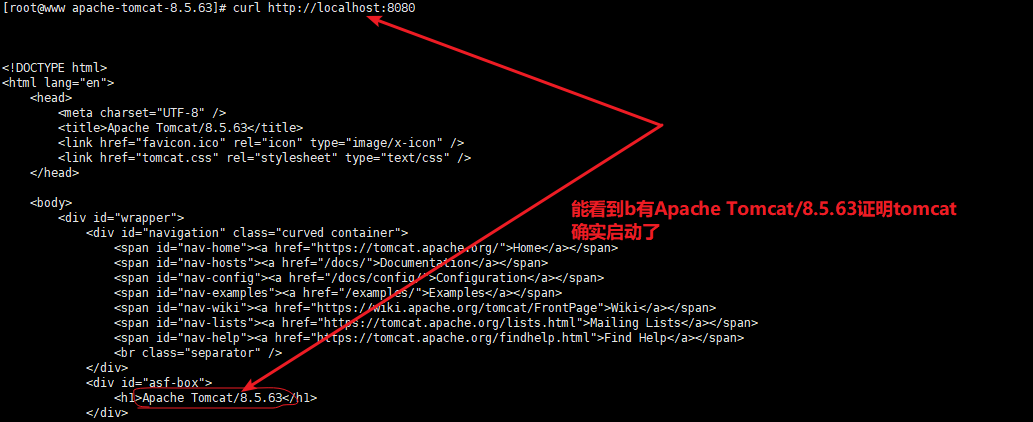 [root@www apache-tomcat-8.5.63]# curl http://localhost:8080
<!DOCTYPE html>
<html lang="en">
    <head>
        <meta charset="UTF-8" />
        <title>Apache Tomcat/8.5.63</title>
        <link href="favicon.ico" rel="icon" type="image/x-icon" />
        <link href="tomcat.css" rel="stylesheet" type="text/css" />
    </head>
    <body>
        <div id="wrapper">
            <div id="navigation" class="curved container">
                <span id="nav-home"><a href="https://tomcat.apache.org/">Home</a></span>
                <span id="nav-hosts"><a href="/docs/">Documentation</a></span>
                <span id="nav-config"><a href="/docs/config/">Configuration</a></span>
                <span id="nav-examples"><a href="/examples/">Examples</a></span>
                <span id="nav-wiki"><a href="https://wiki.apache.org/tomcat/FrontPage">Wiki</a></span>
                <span id="nav-lists"><a href="https://tomcat.apache.org/lists.html">Mailing Lists</a></span>
                <span id="nav-help"><a href="https://tomcat.apache.org/findhelp.html">Find Help</a></span>
                <br class="separator" />
            </div>
            <div id="asf-box">
                <h1>Apache Tomcat/8.5.63</h1>
            </div>
能看到b有Apache Tomcat/8.5.63证明tomcat
确实启动了